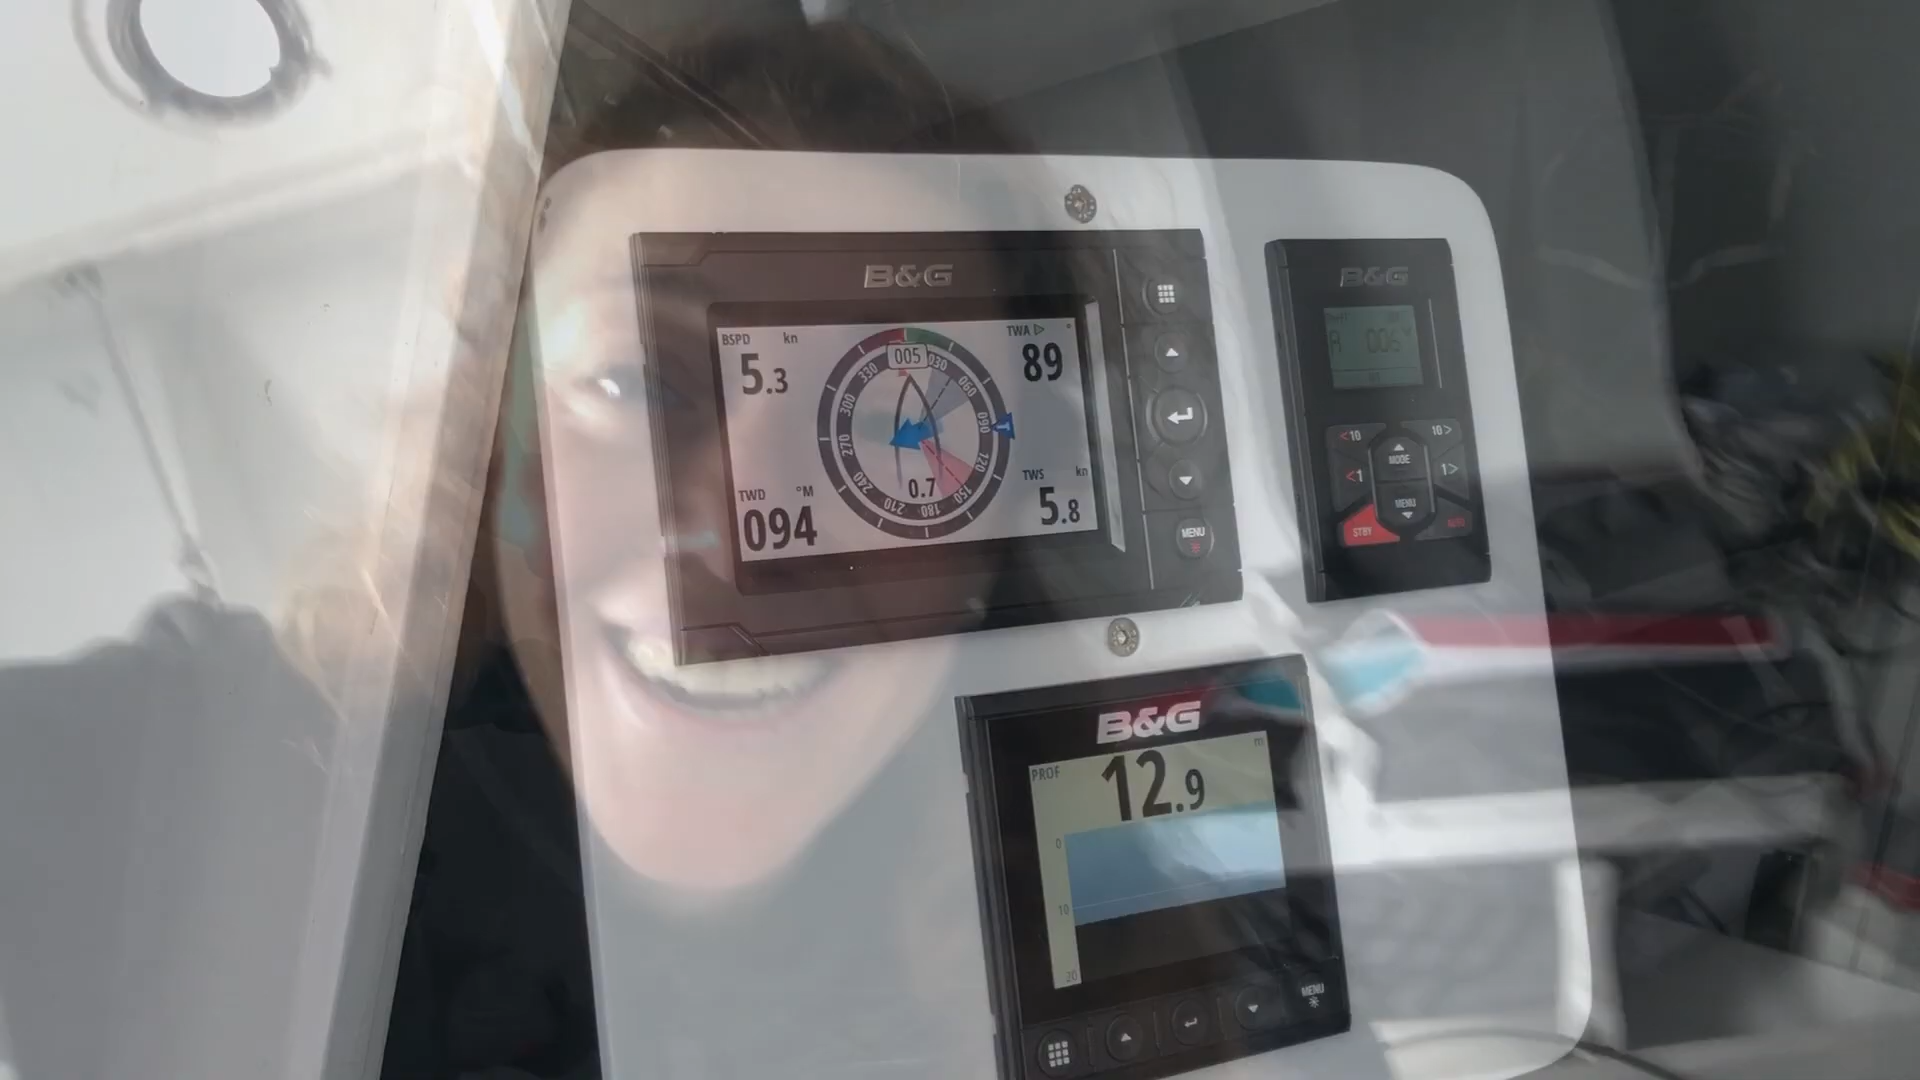 B&G
BSPD kn
5.3
TWA °
89
005
330
030
300
060
270
090
240
120
210
180
150
0.7
T
TWD °M
094
TWS kn
5.8
MENU
B&G
A 006
<10
10>
<1
1>
MODE
MENU
STBY
AUTO
B&G
PROF m
12.9
0
10
20
MENU